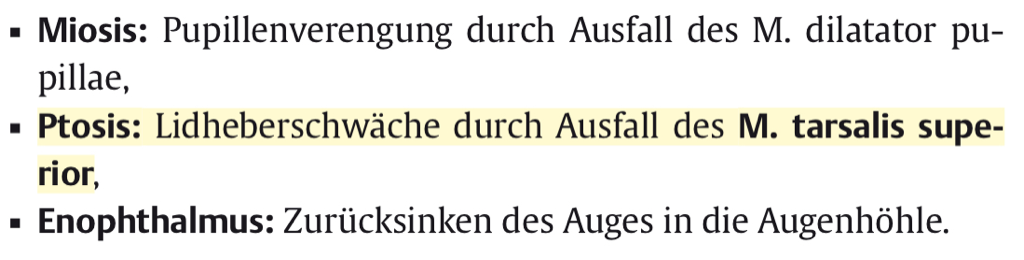 ▪ Miosis: Pupillenverengung durch Ausfall des M. dilatator pu-
pillae,
▪ Ptosis: Lidheberschwäche durch Ausfall des M. tarsalis supe-
rior,
▪ Enophthalmus: Zurücksinken des Auges in die Augenhöhle.